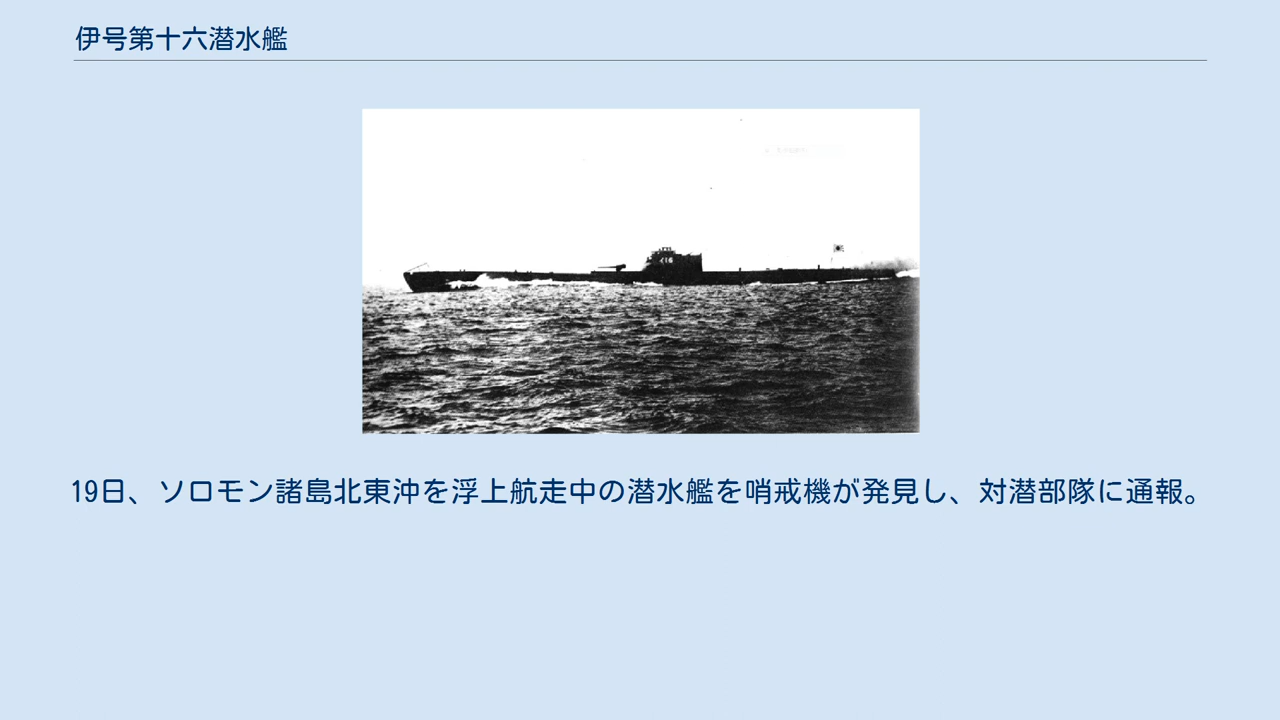 伊号第十六潜水艦
19日、ソロモン諸島北東沖を浮上航走中の潜水艦を哨戒機が発見し、対潜部隊に通報。